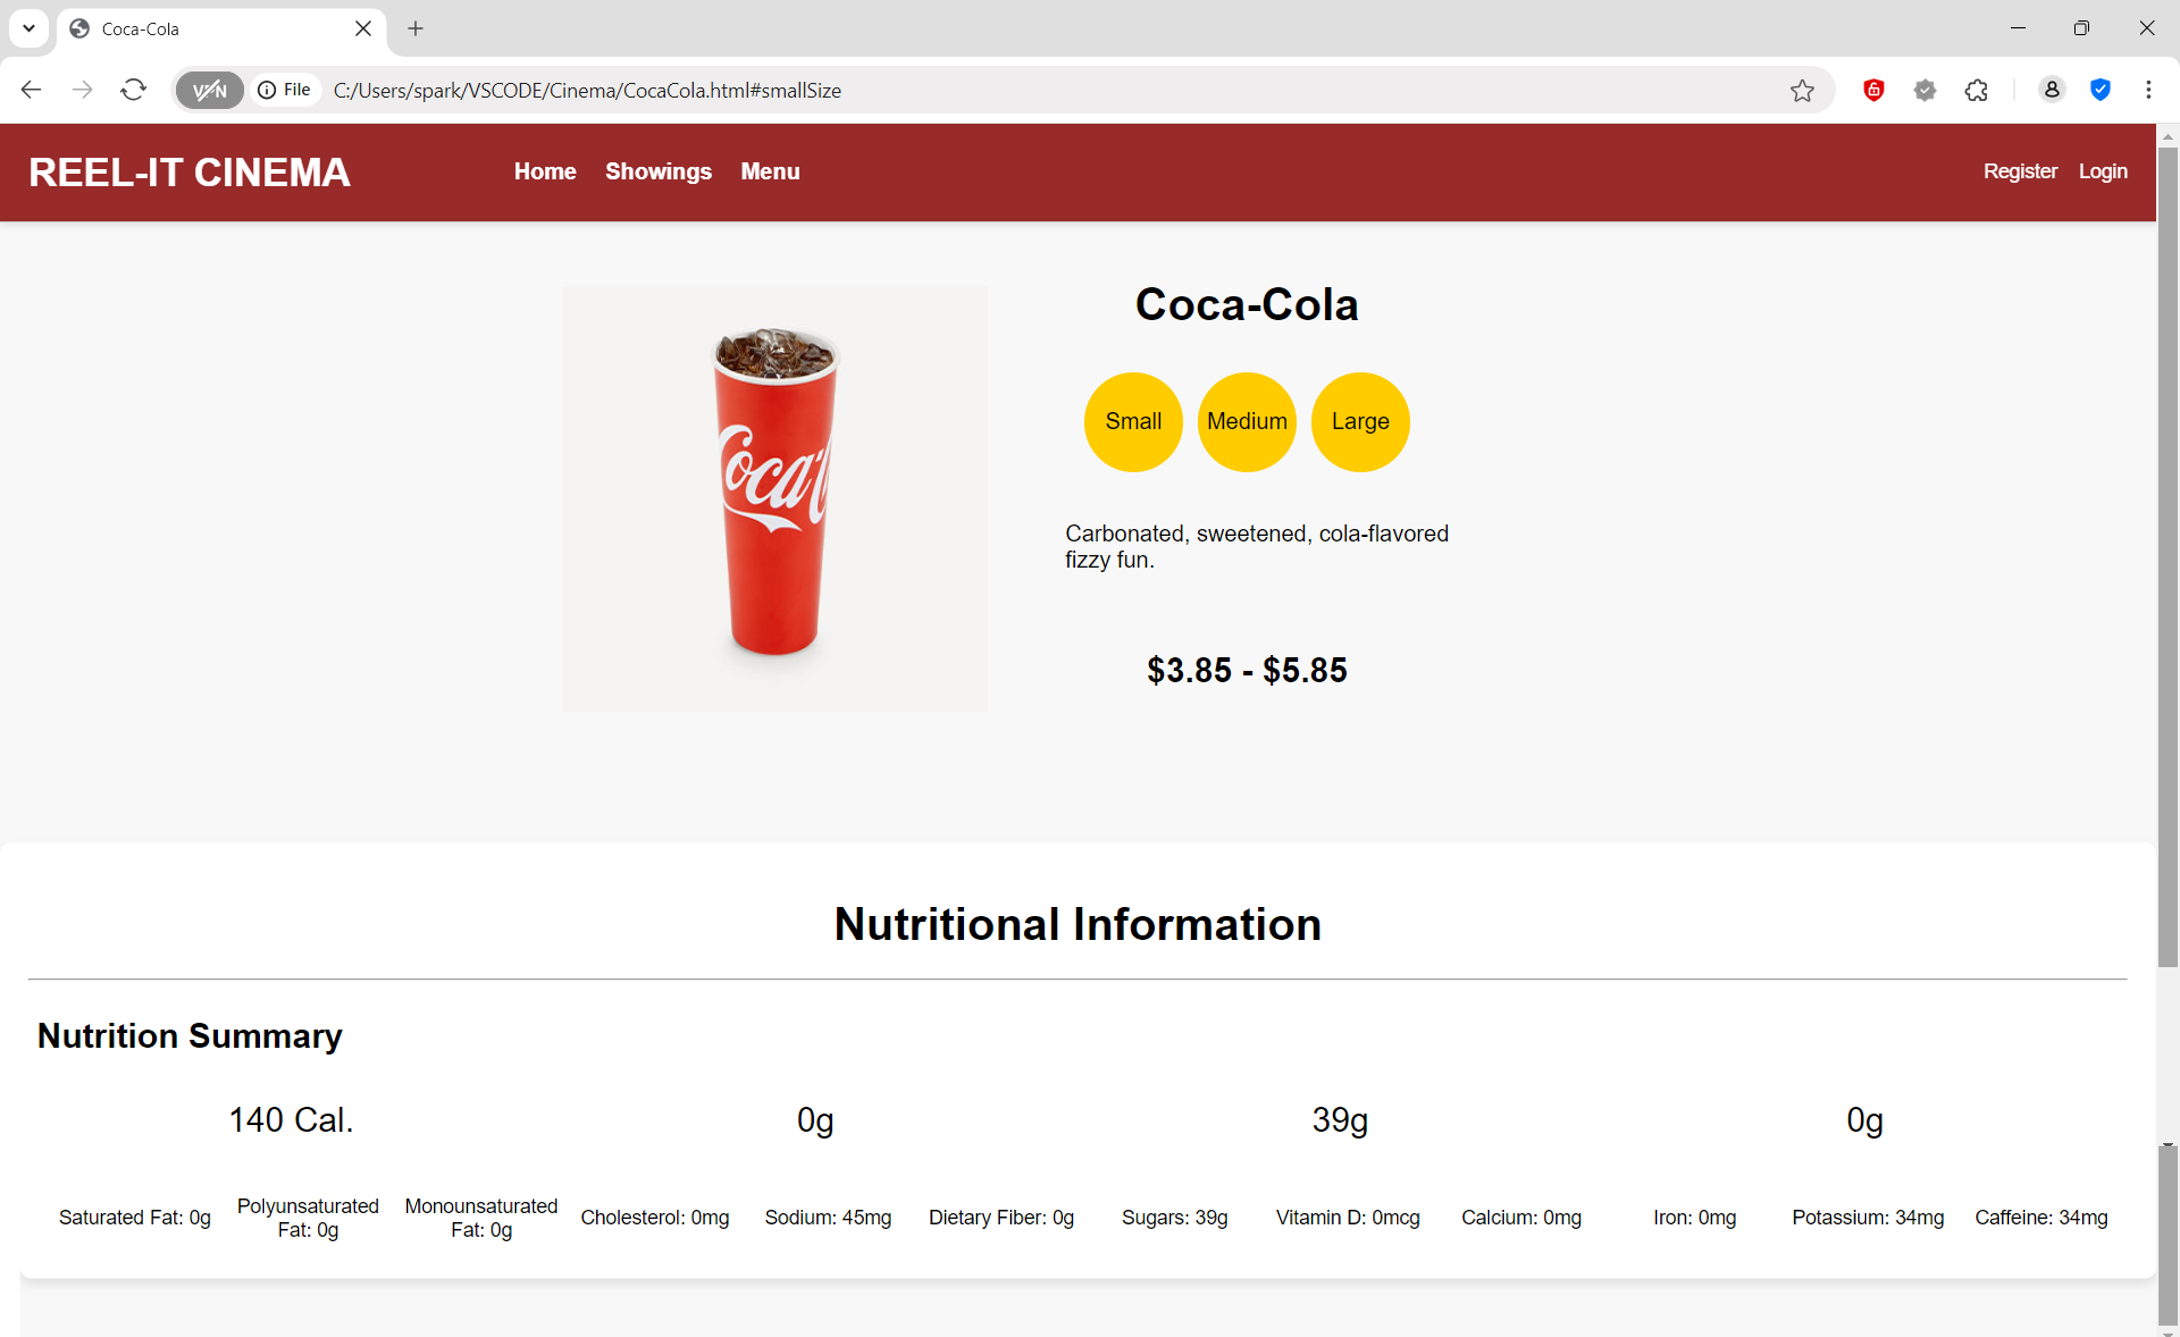 Coca-Cola
VPN
File
C:/Users/spark/VSCODE/Cinema/CocaCola.html#smallSize
REEL-IT CINEMA Home Showings Menu Register Login
Coca-Cola
Small Medium Large
Carbonated, sweetened, cola-flavored
fizzy fun.
$3.85 - $5.85
Nutritional Information
Nutrition Summary
140 Cal. 0g 39g 0g
Saturated Fat: 0g
Polyunsaturated
Fat: 0g
Monounsaturated
Fat: 0g
Cholesterol: 0mg
Sodium: 45mg
Dietary Fiber: 0g
Sugars: 39g
Vitamin D: 0mcg
Calcium: 0mg
Iron: 0mg
Potassium: 34mg
Caffeine: 34mg